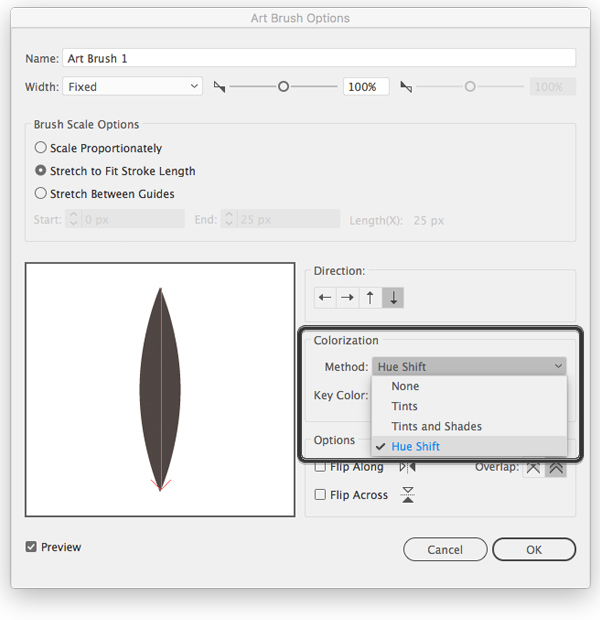 Art Brush Options
Name: Art Brush 1
Width: Fixed 100% 100%
Brush Scale Options
Scale Proportionately
Stretch to Fit Stroke Length
Stretch Between Guides
Start: 0 px End: 25 px Length(X): 25 px
Direction:
Colorization
Method: Hue Shift
None
Key Color:
Tints
Tints and Shades
Options
Hue Shift
Flip Along Overlap:
Flip Across
Preview Cancel OK